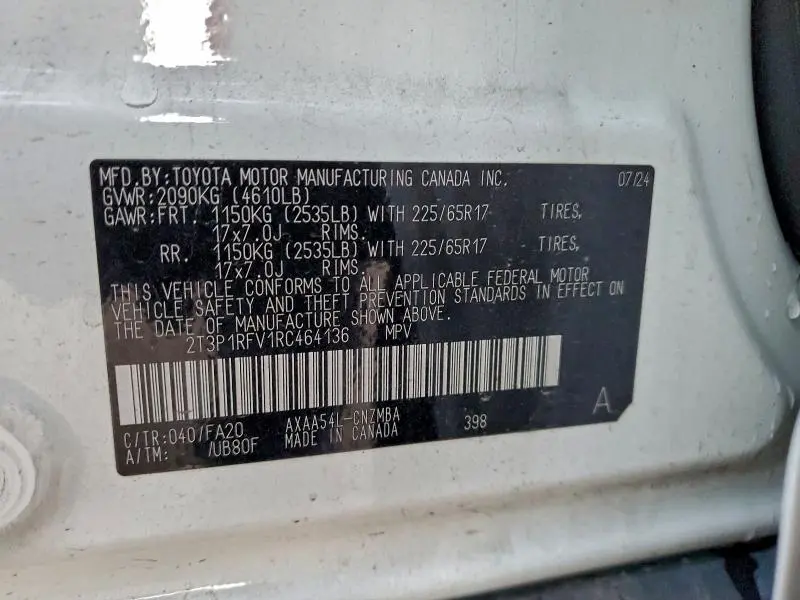 MFD. BY: TOYOTA MOTOR MANUFACTURING CANADA INC. 07/24
GVWR: 2090KG (4610LB)
GAWR: FRT. 1150KG (2535LB) WITH 225/65R17 TIRES,
17x7.0J RIMS.
RR. 1150KG (2535LB) WITH 225/65R17 TIRES,
17x7.0J RIMS.
THIS VEHICLE CONFORMS TO ALL APPLICABLE FEDERAL MOTOR
VEHICLE SAFETY AND THEFT PREVENTION STANDARDS IN EFFECT ON
THE DATE OF MANUFACTURE SHOWN ABOVE.
2T3P1RFV1RC464136 MPV
C/TR: 040/FA20 AXAA54L-CNZMBA 398 A
A/TM: /UB80F MADE IN CANADA